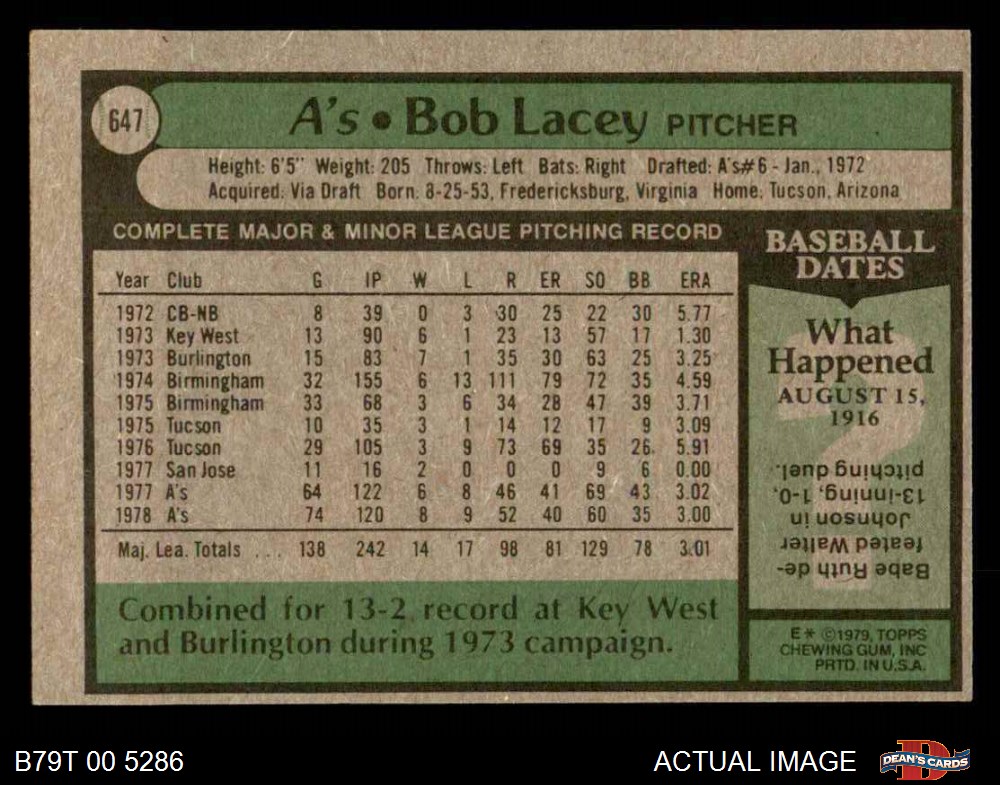 647
A's • Bob Lacey PITCHER
Height: 6'5" Weight: 205 Throws: Left Bats: Right Drafted: A's#6 - Jan., 1972
Acquired: Via Draft Born: 8-25-53, Fredericksburg, Virginia Home: Tucson, Arizona
COMPLETE MAJOR & MINOR LEAGUE PITCHING RECORD
Year Club G IP W L R ER SO BB ERA
1972 CB-NB 8 39 0 3 30 25 22 30 5.77
1973 Key West 13 90 6 1 23 13 57 17 1.30
1973 Burlington 15 83 7 1 35 30 63 25 3.25
1974 Birmingham 32 155 6 13 111 79 72 35 4.59
1975 Birmingham 33 68 3 6 34 28 47 39 3.71
1975 Tucson 10 35 3 1 14 12 17 9 3.09
1976 Tucson 29 105 3 9 73 69 35 26 5.91
1977 San Jose 11 16 2 0 0 0 9 6 0.00
1977 A's 64 122 6 8 46 41 69 43 3.02
1978 A's 74 120 8 9 52 40 60 35 3.00
Maj. Lea. Totals ... 138 242 14 17 98 81 129 78 3.01
Combined for 13-2 record at Key West
and Burlington during 1973 campaign.
BASEBALL
DATES
What
Happened
AUGUST 15,
1916
Babe Ruth de-
feated Walter
Johnson in
13-inning, 1-0,
pitching duel.
E* ©1979, TOPPS
CHEWING GUM, INC
PRTD. IN U.S.A.
B79T 00 5286
ACTUAL IMAGE
D
DEAN'S CARDS